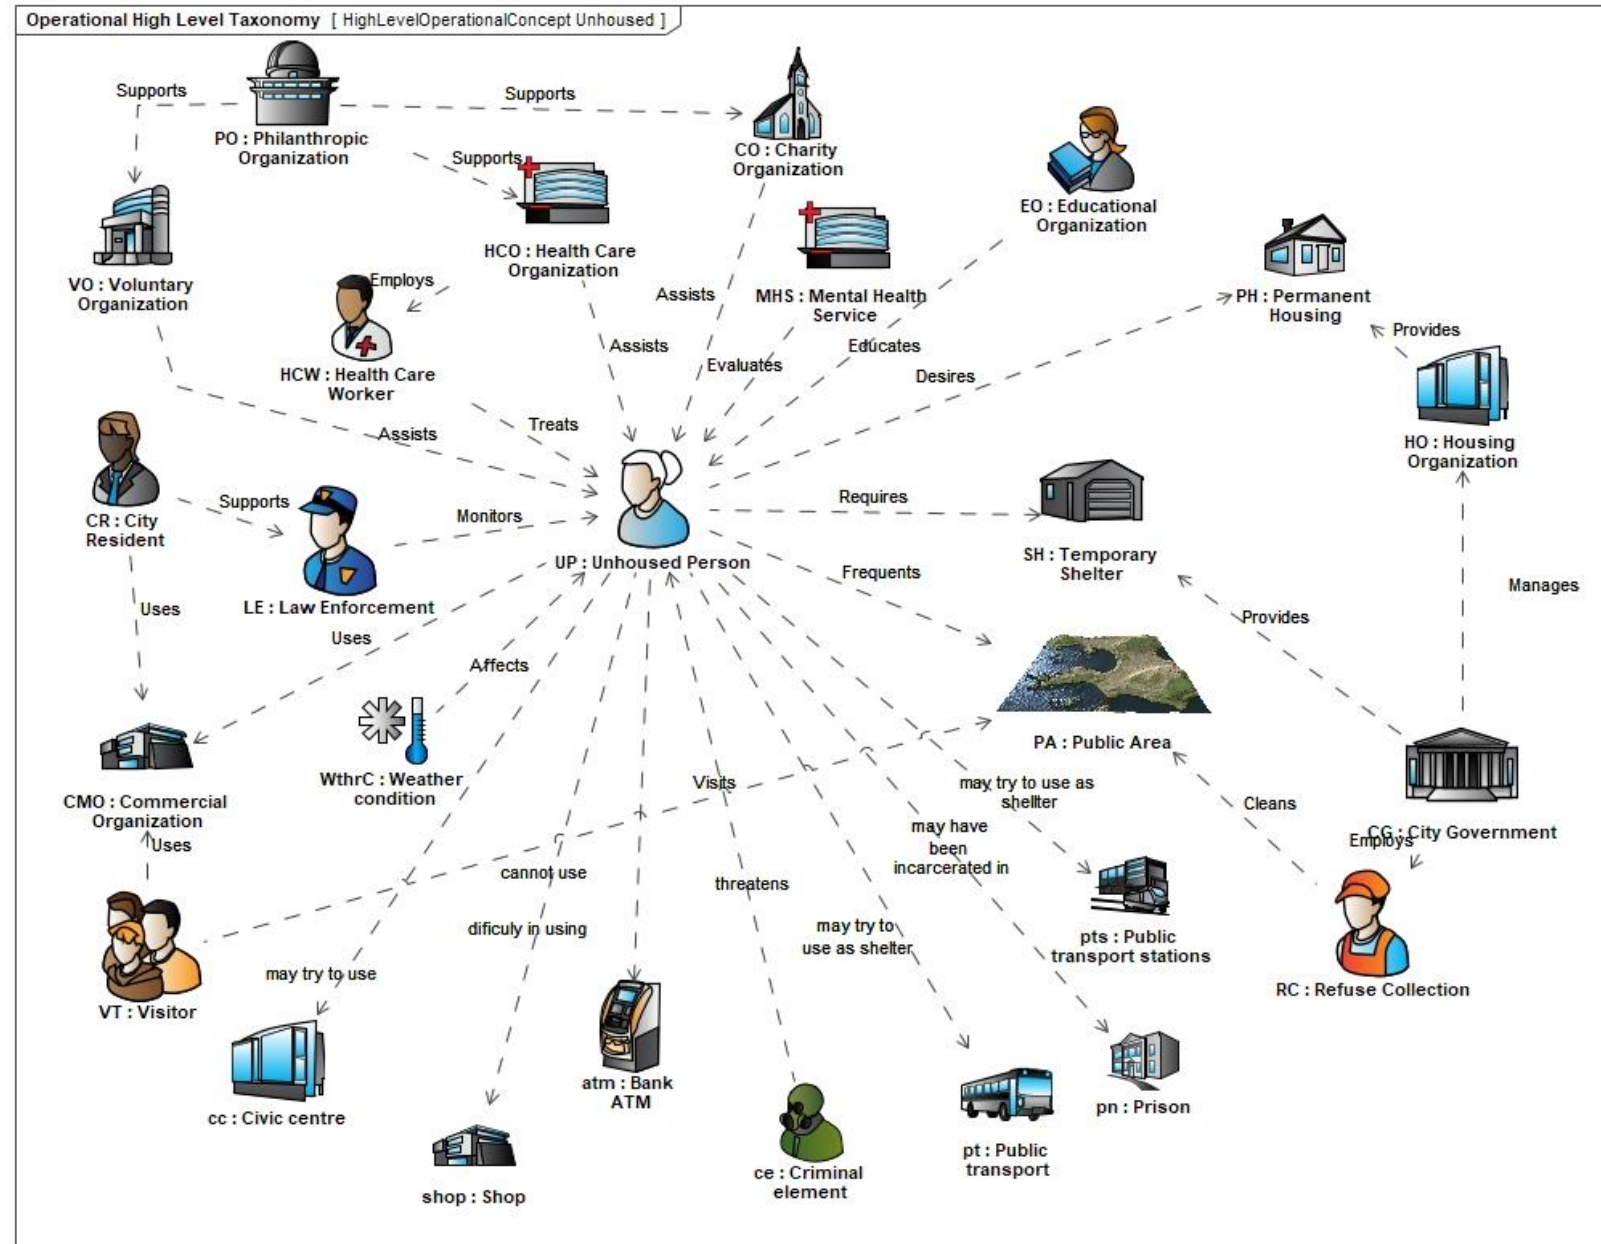 Operational High Level Taxonomy [ HighLevelOperationalConcept Unhoused ]
Supports
Supports
PO : Philanthropic
Organization
Supports
CO : Charity
Organization
EO : Educational
Organization
HCO : Health Care
Organization
VO : Voluntary
Organization
Employs
Assists
MHS : Mental Health
Service
PH : Permanent
Housing
Provides
Assists
Evaluates
Educates
Desires
HCW : Health Care
Worker
Treats
Assists
HO : Housing
Organization
CR : City
Resident
Supports
Monitors
Requires
UP : Unhoused Person
SH : Temporary
Shelter
Frequents
LE : Law Enforcement
Uses
Uses
Manages
Provides
Affects
WthrC : Weather
condition
PA : Public Area
Visits
may try to use as
shellter
CMO : Commercial
Organization
Uses
Cleans
CG : City Government
Employs
may have
been
incarcerated in
cannot use
threatens
dificuly in using
may try to
use as shelter
pts : Public
transport stations
may try to use
RC : Refuse Collection
VT : Visitor
atm : Bank
ATM
cc : Civic centre
pn : Prison
pt : Public
transport
ce : Criminal
element
shop : Shop